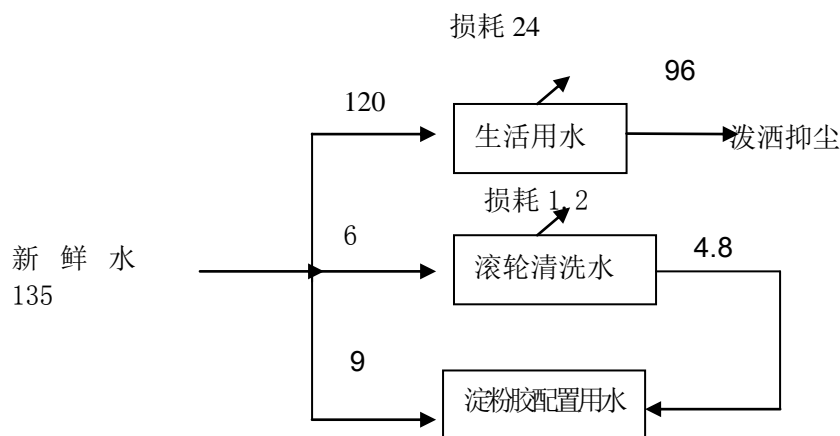 损耗 24
96
120
生活用水
泼洒抑尘
损耗 1.2
6
4.8
新 鲜 水
滚轮清洗水
135
9
淀粉胶配置用水